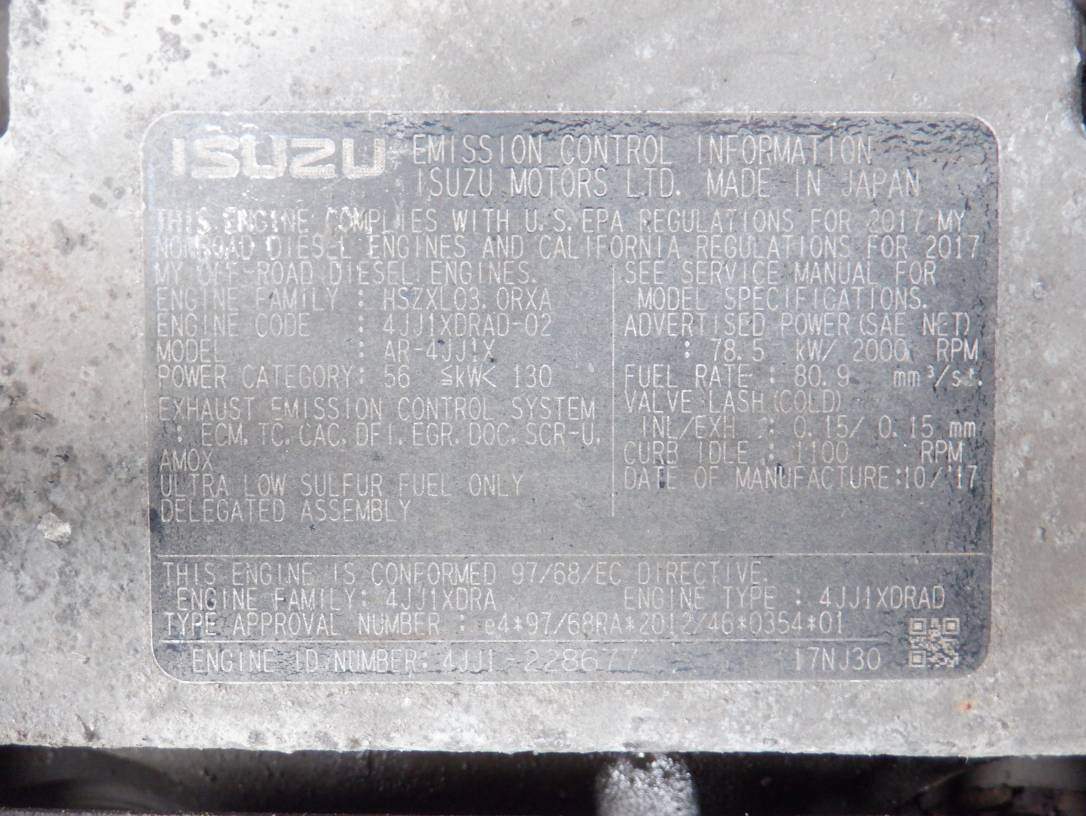 ISUZU EMISSION CONTROL INFORMATION
ISUZU MOTORS LTD. MADE IN JAPAN
THIS ENGINE COMPLIES WITH U.S.EPA REGULATIONS FOR 2017 MY
NONROAD DIESEL ENGINES AND CALIFORNIA REGULATIONS FOR 2017
MY OFF-ROAD DIESEL ENGINES.
ENGINE FAMILY : HSZXL03.0RXA
ENGINE CODE : 4JJ1XDRAD-02
MODEL : AR-4JJ1X
POWER CATEGORY: 56 ≦kW< 130
EXHAUST EMISSION CONTROL SYSTEM
: ECM,TC,CAC,DFI,EGR,DOC,SCR-U,
AMOX
ULTRA LOW SULFUR FUEL ONLY
DELEGATED ASSEMBLY
SEE SERVICE MANUAL FOR
MODEL SPECIFICATIONS.
ADVERTISED POWER(SAE NET)
: 78.5 kW/ 2000 RPM
FUEL RATE : 80.9 mm³/st.
VALVE LASH(COLD)
INL/EXH : 0.15/ 0.15 mm
CURB IDLE : 1100 RPM
DATE OF MANUFACTURE:10/'17
THIS ENGINE IS CONFORMED 97/68/EC DIRECTIVE.
ENGINE FAMILY: 4JJ1XDRA ENGINE TYPE : 4JJ1XDRAD
TYPE APPROVAL NUMBER : e4*97/68RA*2012/46*0354*01
ENGINE ID/NUMBER: 4JJ1-22867 17NJ30